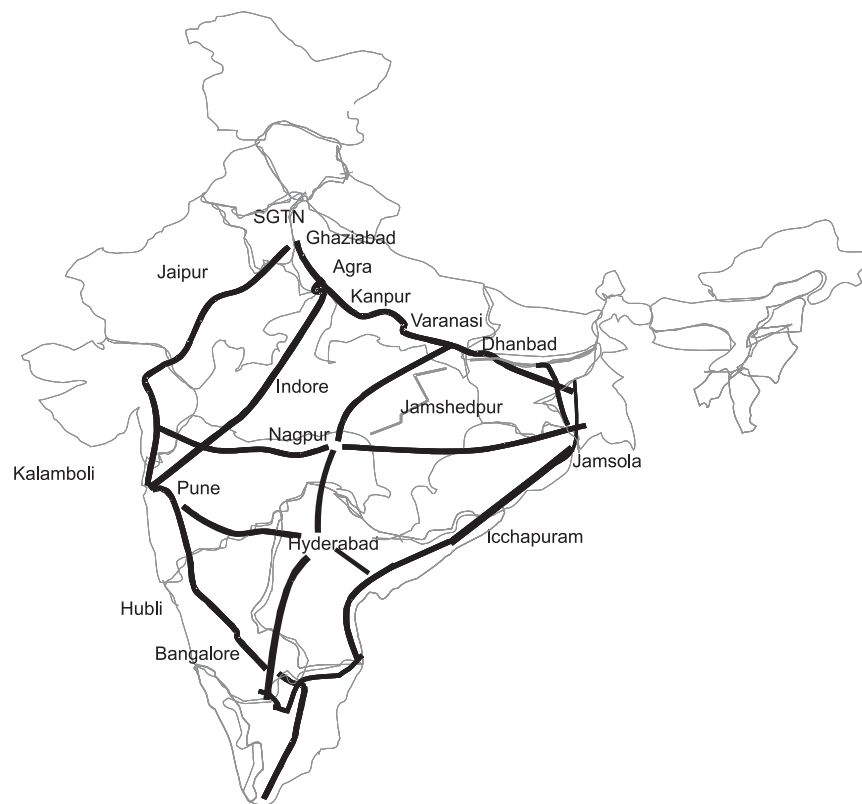 SGTN
Ghaziabad
Jaipur
Agra
Kanpur
Varanasi
Dhanbad
Indore
Jamshedpur
Nagpur
Kalamboli
Jamsola
Pune
Icchapuram
Hyderabad
Hubli
Bangalore